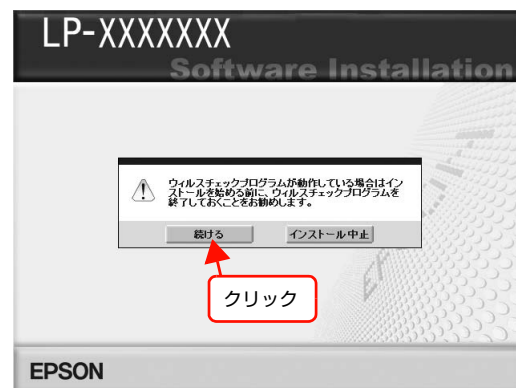 LP-XXXXXXX
Software Installation
ウィルスチェックプログラムが動作している場合はイン
ストールを始める前に、ウィルスチェックプログラムを
終了しておくことをお勧めします。
続ける インストール中止
クリック
EPSON